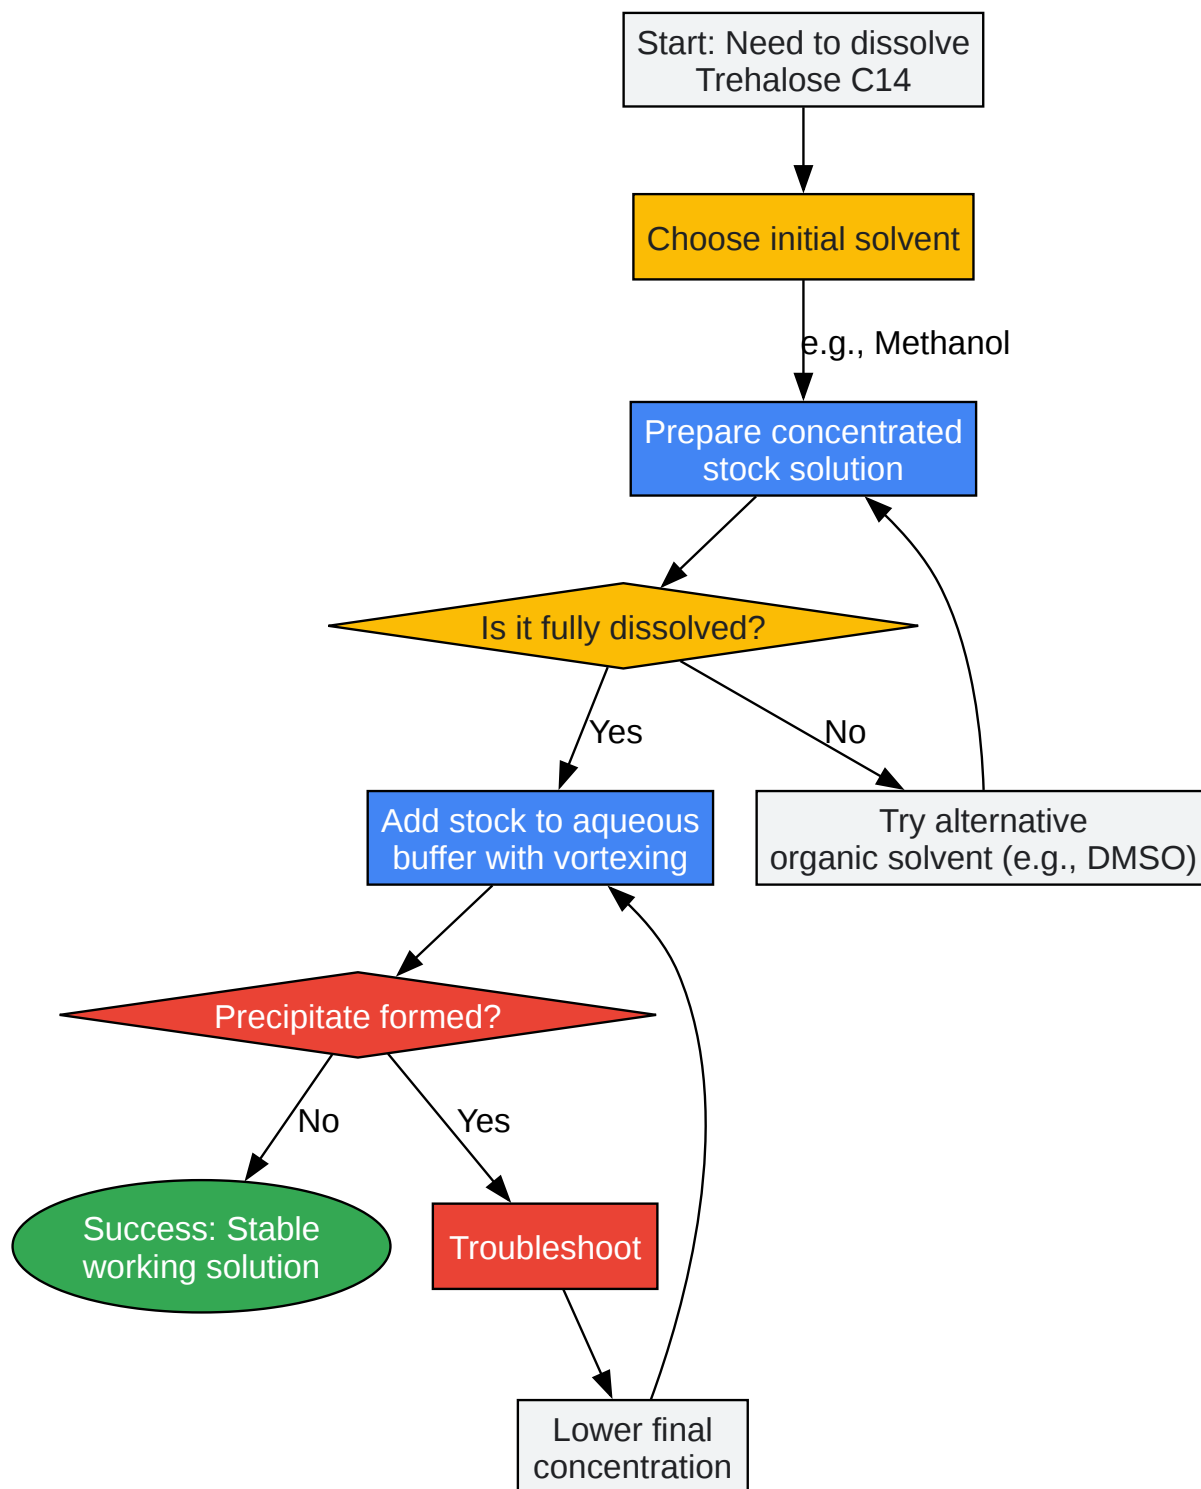 Start: Need to dissolve
Trehalose C14
Choose initial solvent
e.g., Methanol
Prepare concentrated
stock solution
Is it fully dissolved?
Yes
No
Add stock to aqueous
buffer with vortexing
Try alternative
organic solvent (e.g., DMSO)
Precipitate formed?
No
Yes
Success: Stable
working solution
Troubleshoot
Lower final
concentration